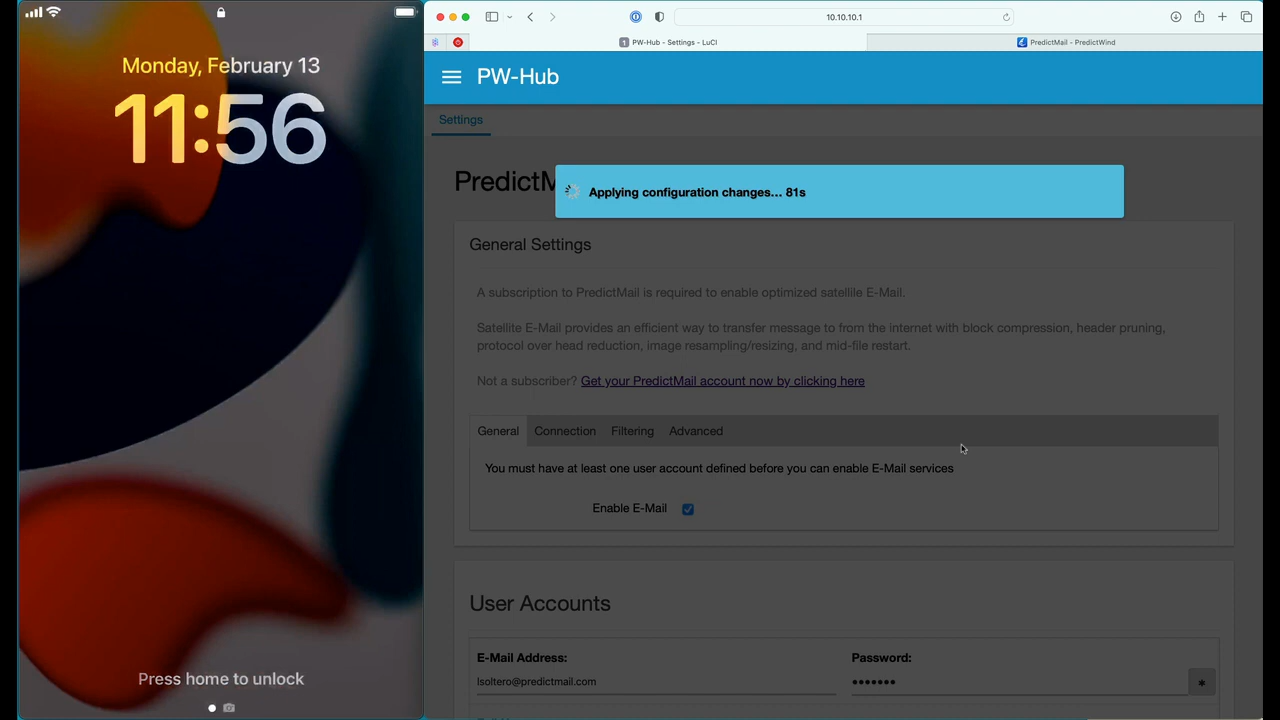 Monday, February 13
11:56
Press home to unlock
10.10.10.1
1 PW-Hub - Settings - LuCI
PredictMail - PredictWind
PW-Hub
Settings
PredictM
Applying configuration changes... 81s
General Settings
A subscription to PredictMail is required to enable optimized satellile E-Mail.
Satellite E-Mail provides an efficient way to transfer message to from the internet with block compression, header pruning,
protocol over head reduction, image resampling/resizing, and mid-file restart.
Not a subscriber? Get your PredictMail account now by clicking here
General Connection Filtering Advanced
You must have at least one user account defined before you can enable E-Mail services
Enable E-Mail
User Accounts
E-Mail Address: Password:
lsoltero@predictmail.com •••••••
*